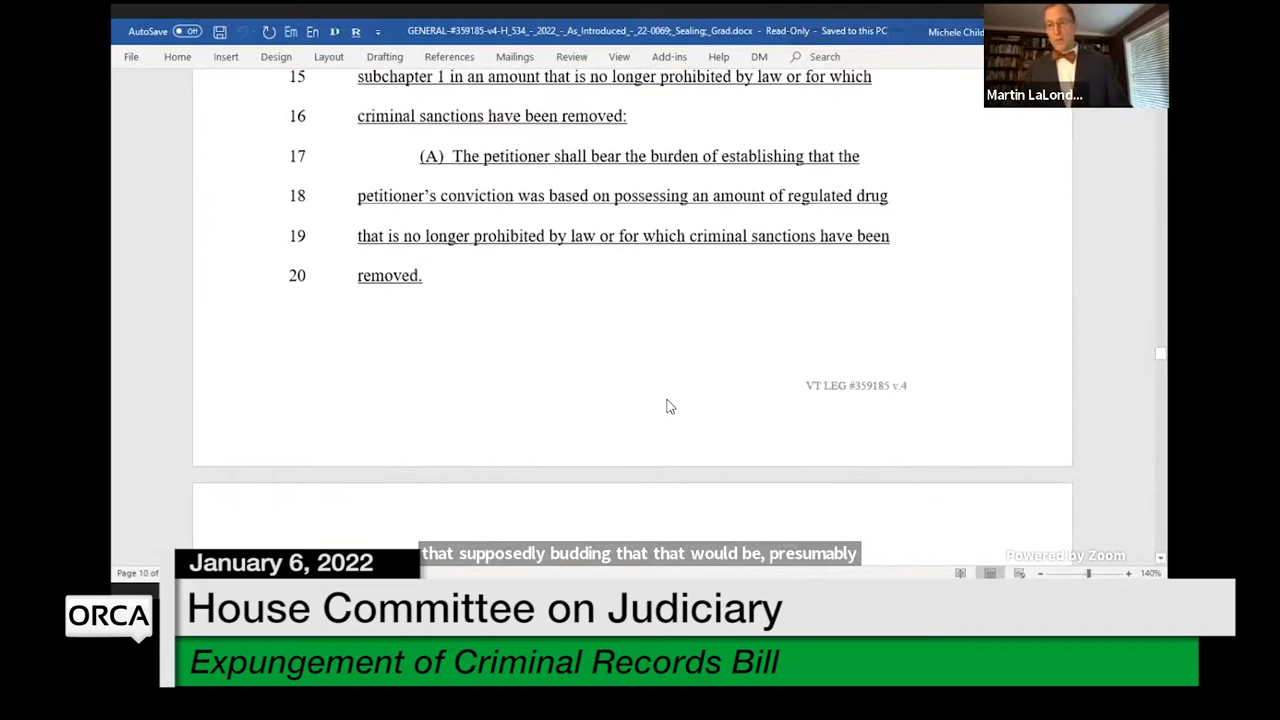 AutoSave Off
GENERAL-#359185-v4-H_534_-_2022_-_As_Introduced_-_22-0069;_Sealing;_Grad.docx - Read-Only - Saved to this PC
Michele Child
File Home Insert Design Layout Drafting References Mailings Review View Add-ins Help DM Search
Martin LaLond...
15 subchapter 1 in an amount that is no longer prohibited by law or for which
16 criminal sanctions have been removed:
17 (A) The petitioner shall bear the burden of establishing that the
18 petitioner’s conviction was based on possessing an amount of regulated drug
19 that is no longer prohibited by law or for which criminal sanctions have been
20 removed.
VT LEG #359185 v.4
that supposedly budding that that would be, presumably
Powered by Zoom
Page 10 of
140%
January 6, 2022
ORCA
House Committee on Judiciary
Expungement of Criminal Records Bill